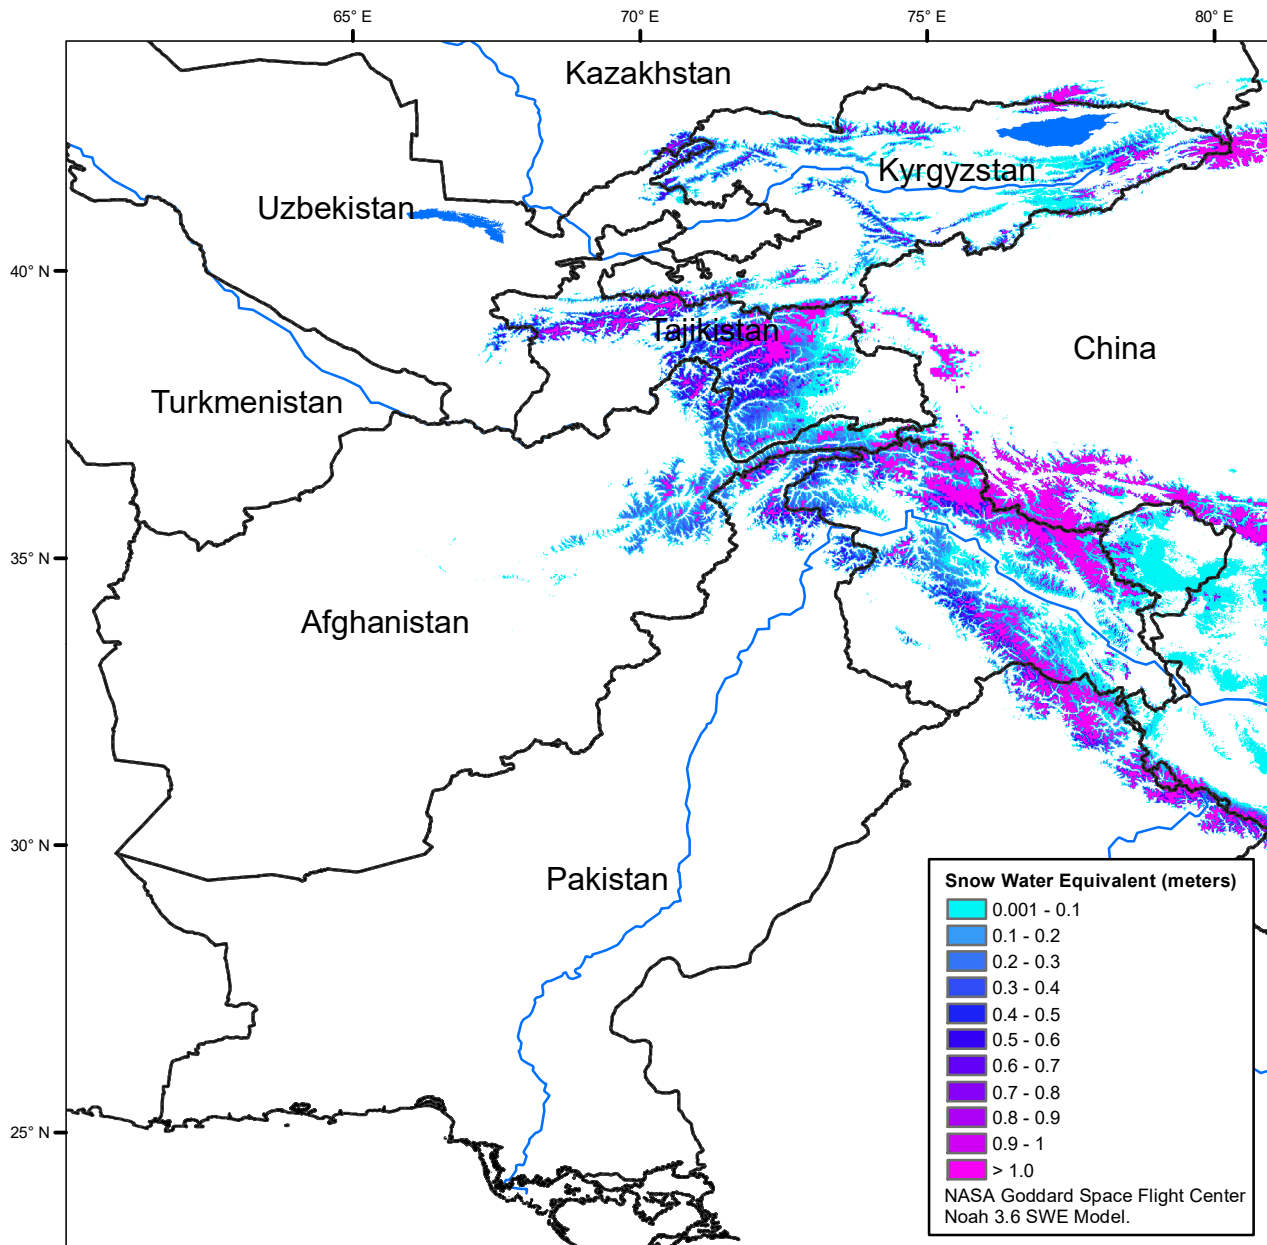 65° E
70° E
75° E
80° E
Kazakhstan
Kyrgyzstan
Uzbekistan
40° N
Tajikistan
China
Turkmenistan
35° N
Afghanistan
30° N
Pakistan
25° N
Snow Water Equivalent (meters)
0.001 - 0.1
0.1 - 0.2
0.2 - 0.3
0.3 - 0.4
0.4 - 0.5
0.5 - 0.6
0.6 - 0.7
0.7 - 0.8
0.8 - 0.9
0.9 - 1
> 1.0
NASA Goddard Space Flight Center
Noah 3.6 SWE Model.